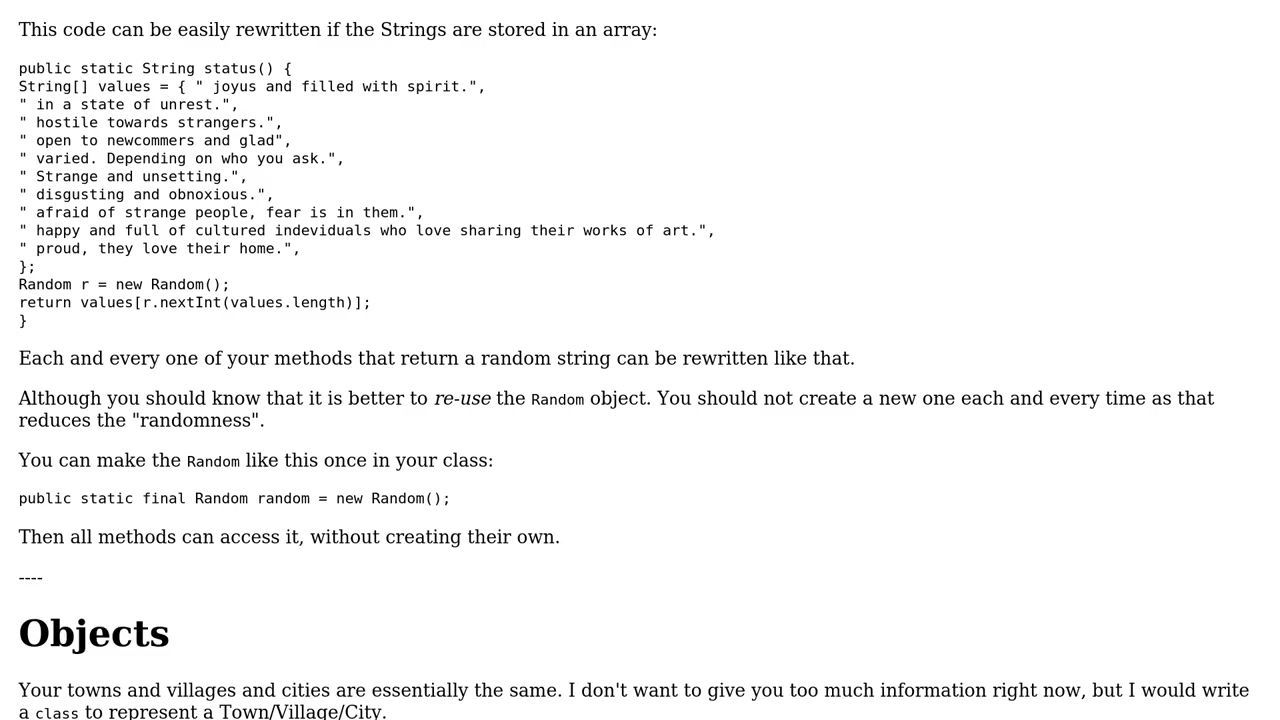 This code can be easily rewritten if the Strings are stored in an array:
public static String status() {
String[] values = { " joyus and filled with spirit.",
" in a state of unrest.",
" hostile towards strangers.",
" open to newcommers and glad",
" varied. Depending on who you ask.",
" Strange and unsetting.",
" disgusting and obnoxious.",
" afraid of strange people, fear is in them.",
" happy and full of cultured indeviduals who love sharing their works of art.",
" proud, they love their home.",
};
Random r = new Random();
return values[r.nextInt(values.length)];
}
Each and every one of your methods that return a random string can be rewritten like that.
Although you should know that it is better to re-use the Random object. You should not create a new one each and every time as that
reduces the "randomness".
You can make the Random like this once in your class:
public static final Random random = new Random();
Then all methods can access it, without creating their own.
----
Objects
Your towns and villages and cities are essentially the same. I don't want to give you too much information right now, but I would write
a class to represent a Town/Village/City.